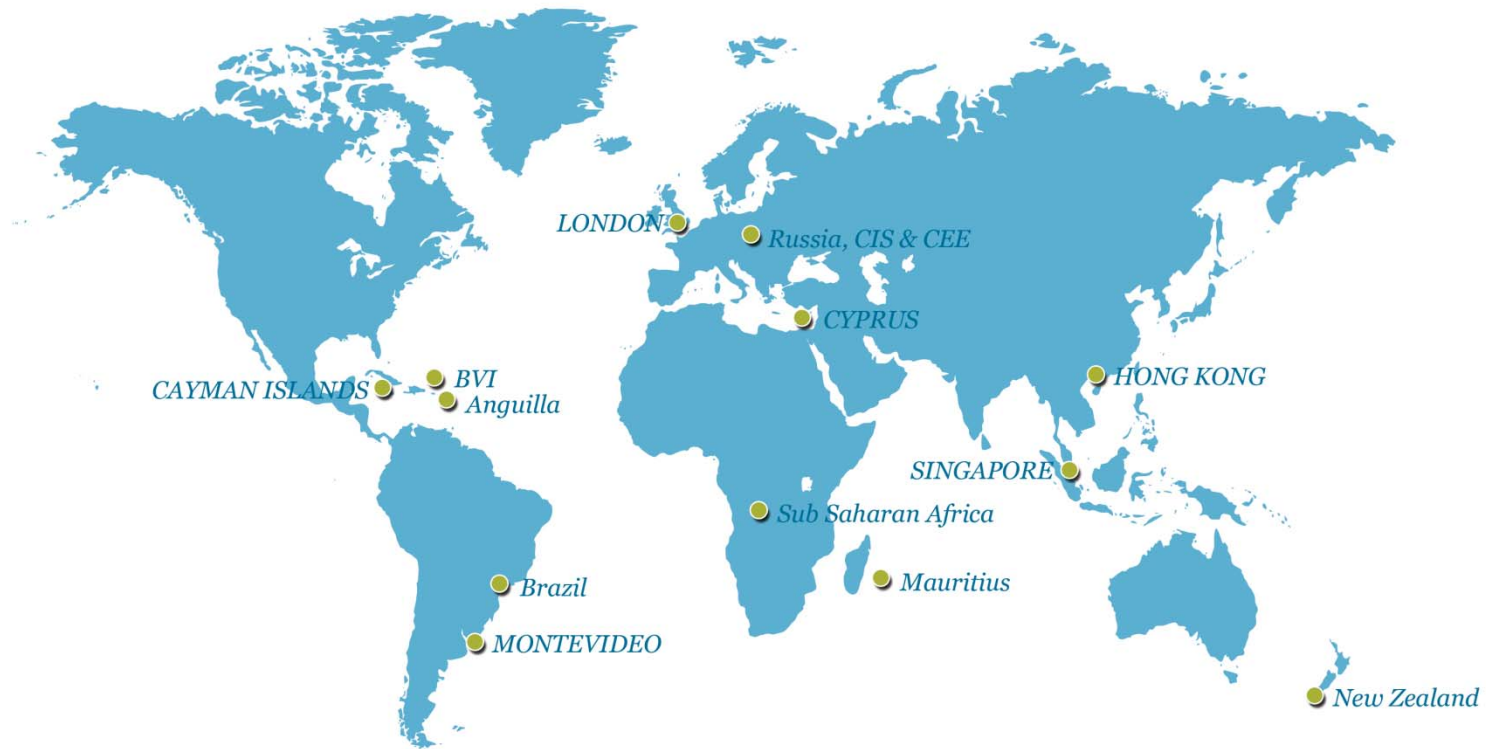 LONDON
Russia, CIS & CEE
CYPRUS
HONG KONG
BVI
CAYMAN ISLANDS
Anguilla
SINGAPORE
Sub Saharan Africa
Mauritius
Brazil
MONTEVIDEO
New Zealand